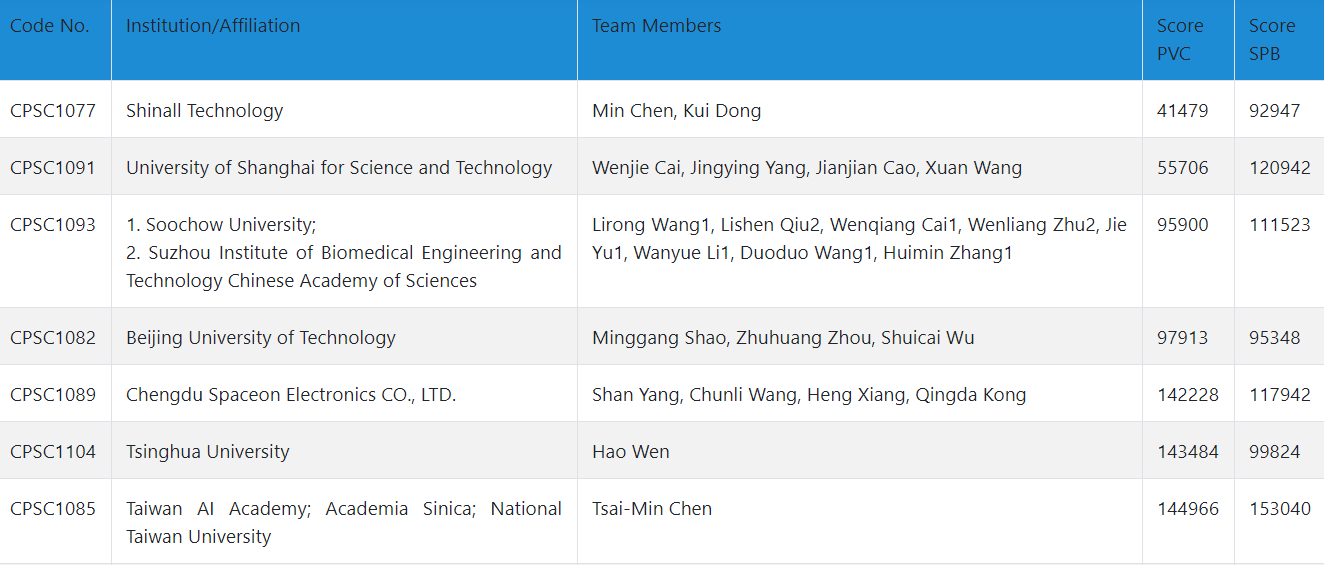 Code No. Institution/Affiliation Team Members Score PVC Score SPB
CPSC1077 Shinall Technology Min Chen, Kui Dong 41479 92947
CPSC1091 University of Shanghai for Science and Technology Wenjie Cai, Jingying Yang, Jianjian Cao, Xuan Wang 55706 120942
CPSC1093 1. Soochow University;
2. Suzhou Institute of Biomedical Engineering and
Technology Chinese Academy of Sciences
Lirong Wang1, Lishen Qiu2, Wenqiang Cai1, Wenliang Zhu2, Jie
Yu1, Wanyue Li1, Duoduo Wang1, Huimin Zhang1
95900 111523
CPSC1082 Beijing University of Technology Minggang Shao, Zhuhuang Zhou, Shuicai Wu 97913 95348
CPSC1089 Chengdu Spaceon Electronics CO., LTD. Shan Yang, Chunli Wang, Heng Xiang, Qingda Kong 142228 117942
CPSC1104 Tsinghua University Hao Wen 143484 99824
CPSC1085 Taiwan AI Academy; Academia Sinica; National
Taiwan University
Tsai-Min Chen 144966 153040